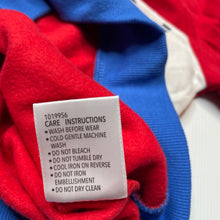 1019956
CARE INSTRUCTIONS
• WASH BEFORE WEAR
• COLD GENTLE MACHINE
WASH
• DO NOT BLEACH
• DO NOT TUMBLE DRY
• COOL IRON ON REVERSE
• DO NOT IRON
EMBELLISHMENT
• DO NOT DRY CLEAN